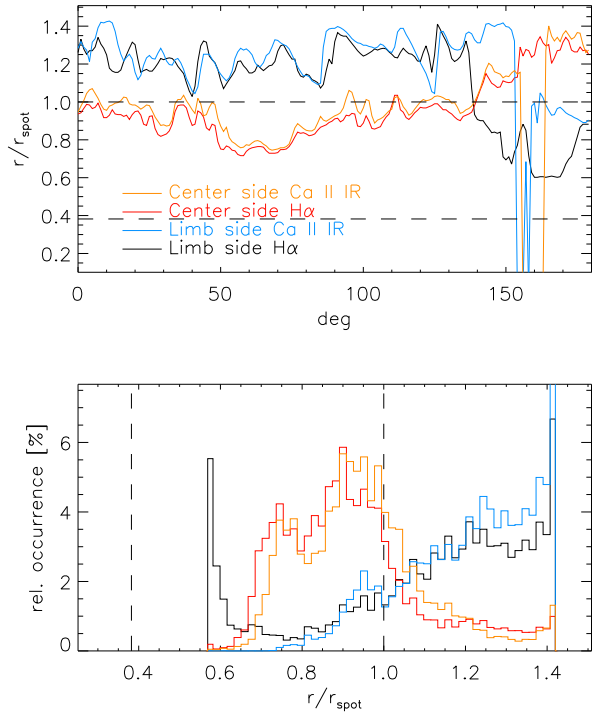 1.4
1.2
1.0
0.8
0.6
0.4
0.2
r/r_spot
Center side Ca II IR
Center side Hα
Limb side Ca II IR
Limb side Hα
0 50 100 150
deg
6
4
2
0
rel. occurrence [%]
0.4 0.6 0.8 1.0 1.2 1.4
r/r_spot